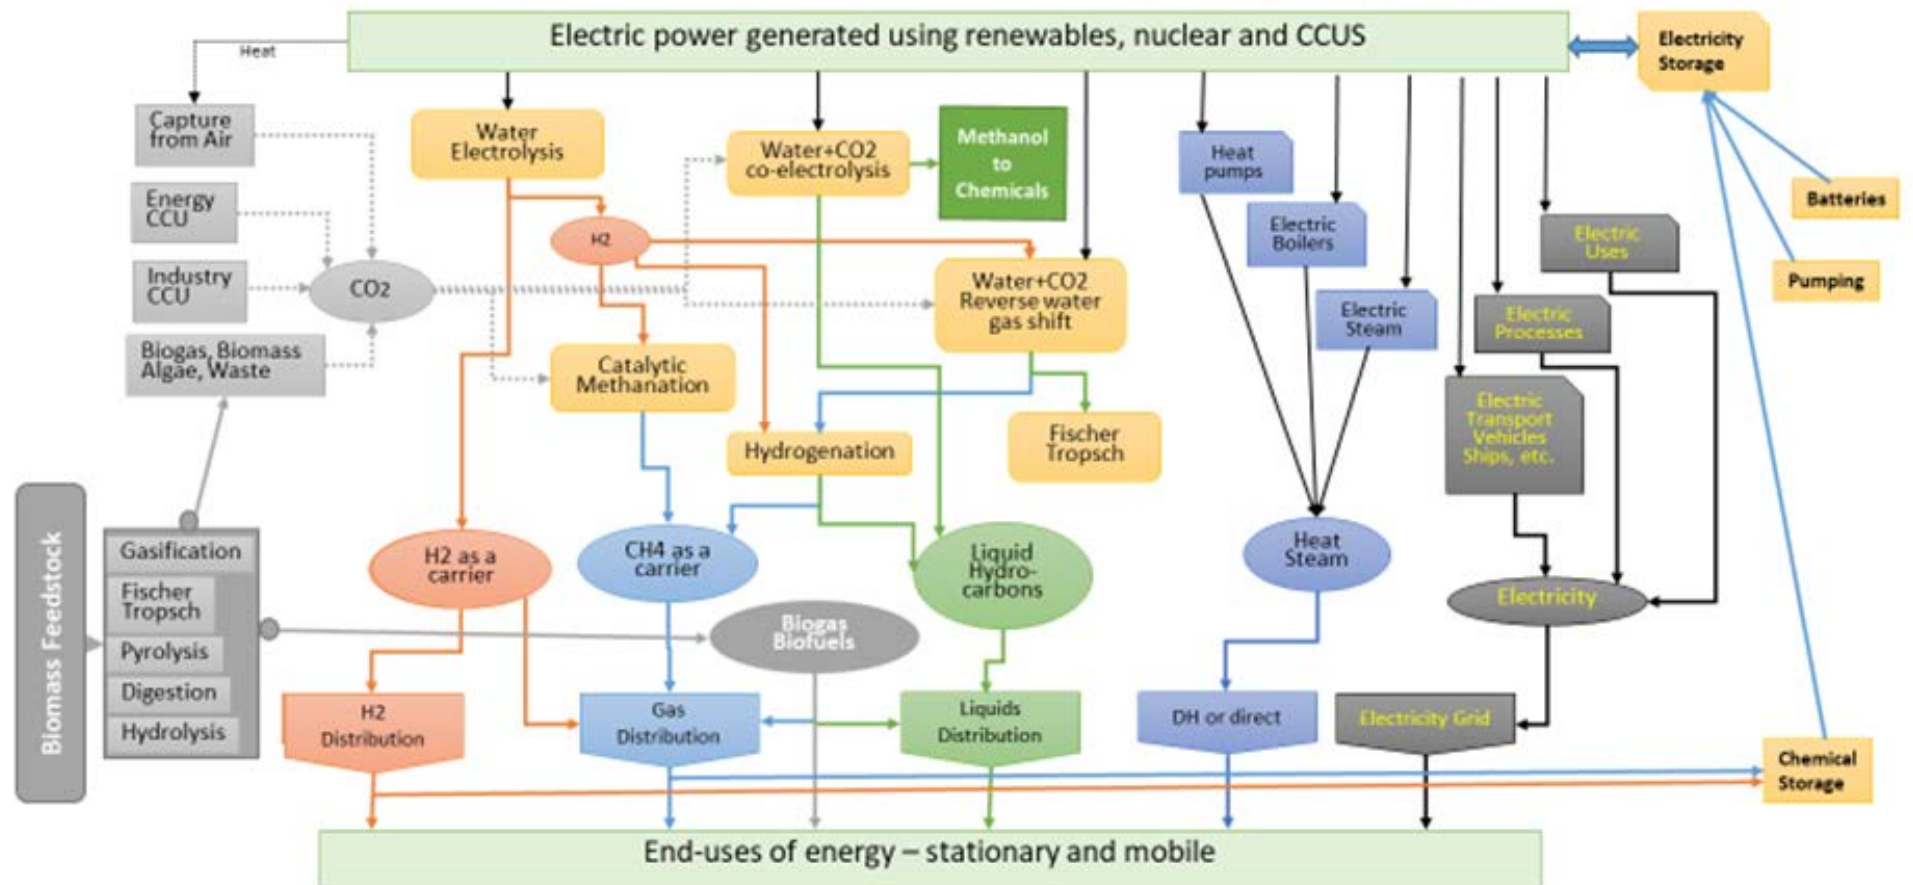 Electric power generated using renewables, nuclear and CCUS
Electricity
Storage
Heat
Capture
from Air
Water
Electrolysis
Water+CO2
co-electrolysis
Methanol
to
Chemicals
Heat
pumps
Energy
CCU
Electric
Boilers
Electric
Uses
Batteries
H2
Industry
CCU
CO2
Water+CO2
Reverse water
gas shift
Electric
Steam
Electric
Processes
Pumping
Biogas, Biomass
Algae, Waste
Catalytic
Methanation
Hydrogenation
Fischer
Tropsch
Electric
Transport
Vehicles
Ships, etc.
Biomass Feedstock
Gasification
Fischer
Tropsch
Pyrolysis
Digestion
Hydrolysis
H2 as a
carrier
CH4 as a
carrier
Liquid
Hydro-
carbons
Heat
Steam
Electricity
Biogas
Biofuels
H2
Distribution
Gas
Distribution
Liquids
Distribution
DH or direct
Electricity Grid
Chemical
Storage
End-uses of energy – stationary and mobile